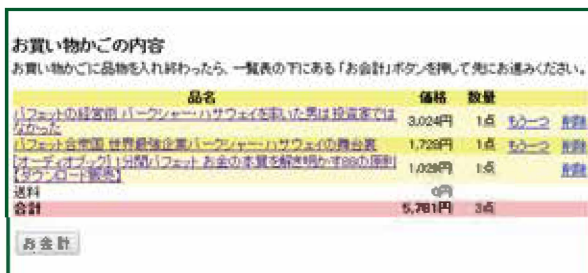 お買い物かごの内容
お買い物かごに品物を入れ終わったら、一覧表の下にある「お会計」ボタンを押して先にお進みください。
品名 価格 数量
バフェットの経営術 バークシャー・ハサウェイを率いた男は投資家では 3,024円 1点 もう一つ 削除
なかった
バフェット合衆国 世界最強企業バークシャー・ハサウェイの舞台裏 1,728円 1点 もう一つ 削除
[オーディオブック] 1分間バフェット お金の本質を解き明かす88の原則 1,029円 1点 削除
【ダウンロード販売】
送料 0円
合計 5,781円 3点
お会計